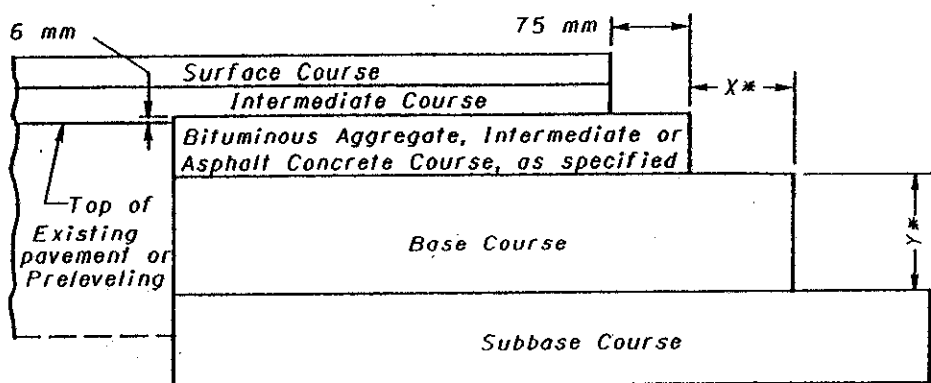 6 mm
75 mm
Surface Course
X*
Intermediate Course
Bituminous Aggregate, Intermediate or
Asphalt Concrete Course, as specified
Top of
Existing
pavement or
Preleveling
Base Course
Y*
Subbase Course